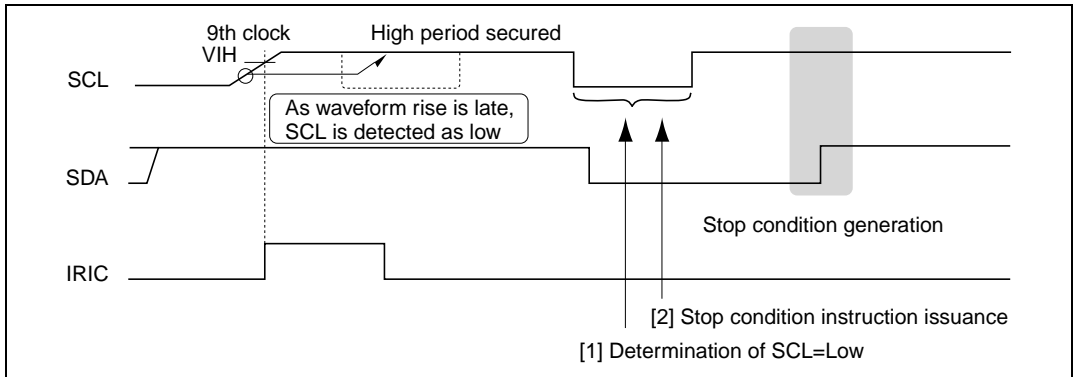 9th clock
VIH
High period secured
SCL
As waveform rise is late,
SCL is detected as low
SDA
Stop condition generation
IRIC
[2] Stop condition instruction issuance
[1] Determination of SCL=Low